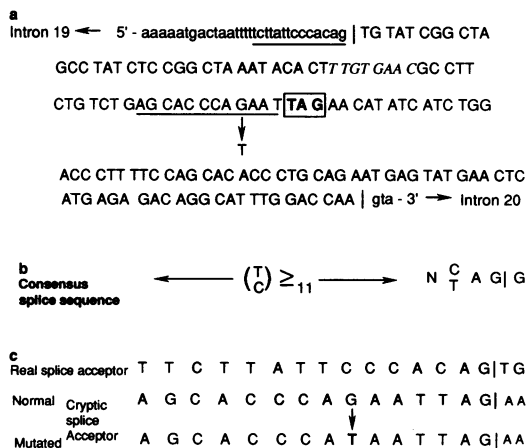 a
Intron 19 ← 5' - aaaaatgactaatttttcttattcccacag | TG TAT CGG CTA
GCC TAT CTC CGG CTA AAT ACA CTT TGT GAA CGC CTT
CTG TCT GAG CAC CCA GAA T TAG AA CAT ATC ATC TGG
T
ACC CTT TTC CAG CAC ACC CTG CAG AAT GAG TAT GAA CTC
ATG AGA GAC AGG CAT TTG GAC CAA | gta - 3' → Intron 20
b
Consensus splice sequence ← (T/C) ≥11 → N C/T A G | G
c
Real splice acceptor T T C T T A T T C C C A C A G | T G
Normal A G C A C C C A G A A T T A G | A A
Cryptic splice Acceptor
Mutated A G C A C C C A T A A T T A G | A A